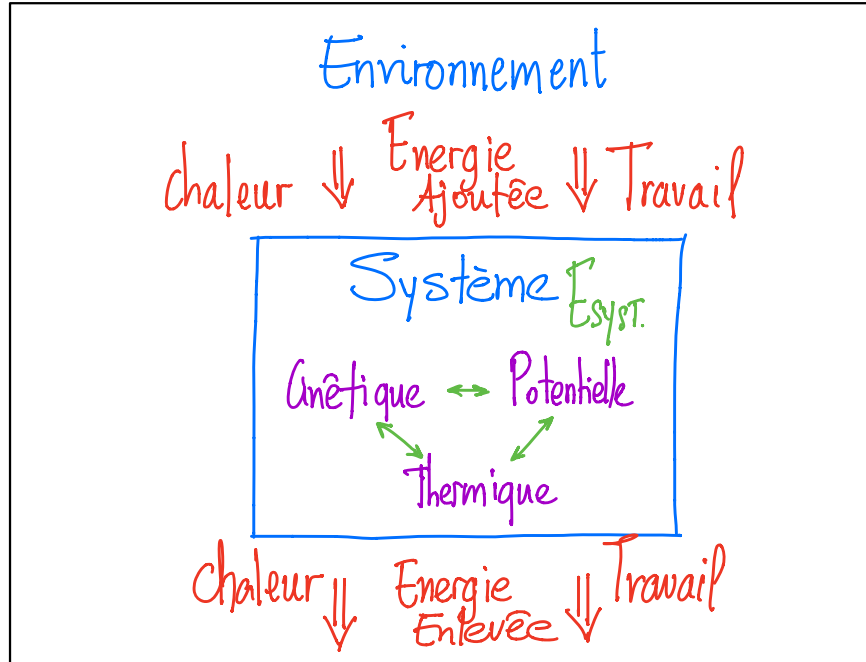 Environnement
Chaleur ⇓ Energie Ajoutée ⇓ Travail
Système Esyst.
Cinétique ↔ Potentielle
Thermique
Chaleur ⇓ Energie Enlevée ⇓ Travail